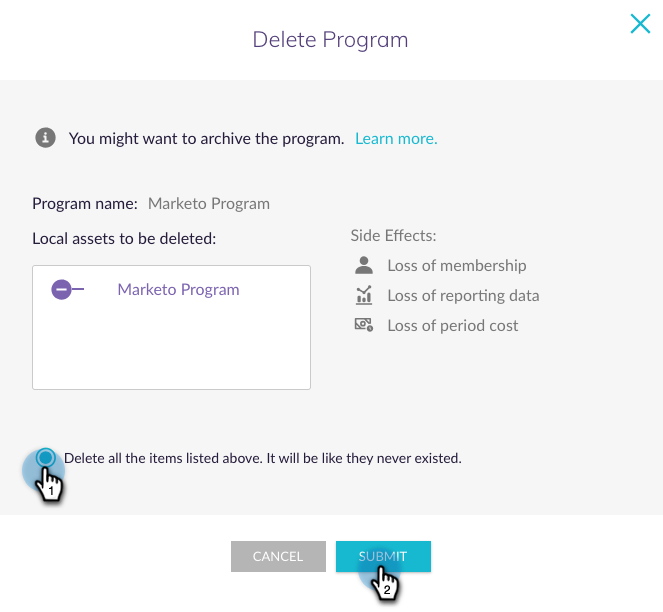 Delete Program
You might want to archive the program. Learn more.
Program name: Marketo Program
Local assets to be deleted:
Marketo Program
Side Effects:
Loss of membership
Loss of reporting data
Loss of period cost
Delete all the items listed above. It will be like they never existed.
1
CANCEL
SUBMIT
2